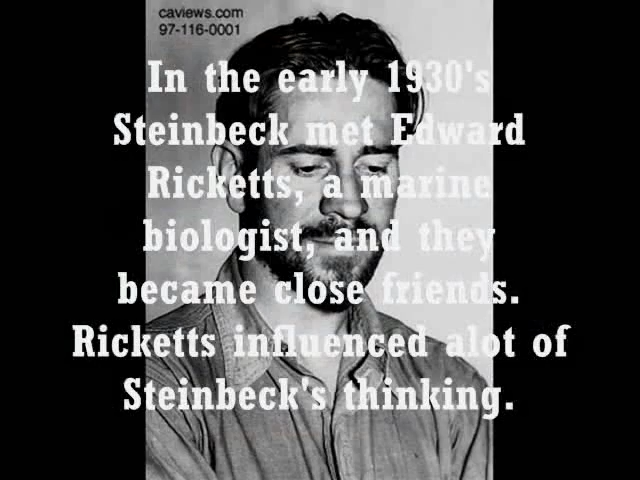 caviews.com
97-116-0001
In the early 1930's
Steinbeck met Edward
Ricketts, a marine
biologist, and they
became close friends.
Ricketts influenced alot of
Steinbeck's thinking.